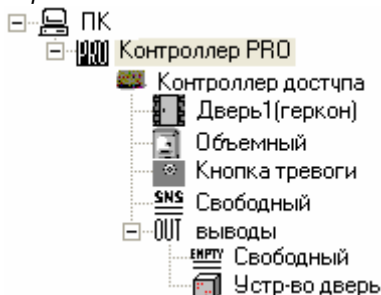 ПК
PRO Контроллер PRO
Контроллер доступа
Дверь1(геркон)
Объемный
Кнопка тревоги
SNS Свободный
OUT выводы
EMPTY Свободный
Устр-во дверь